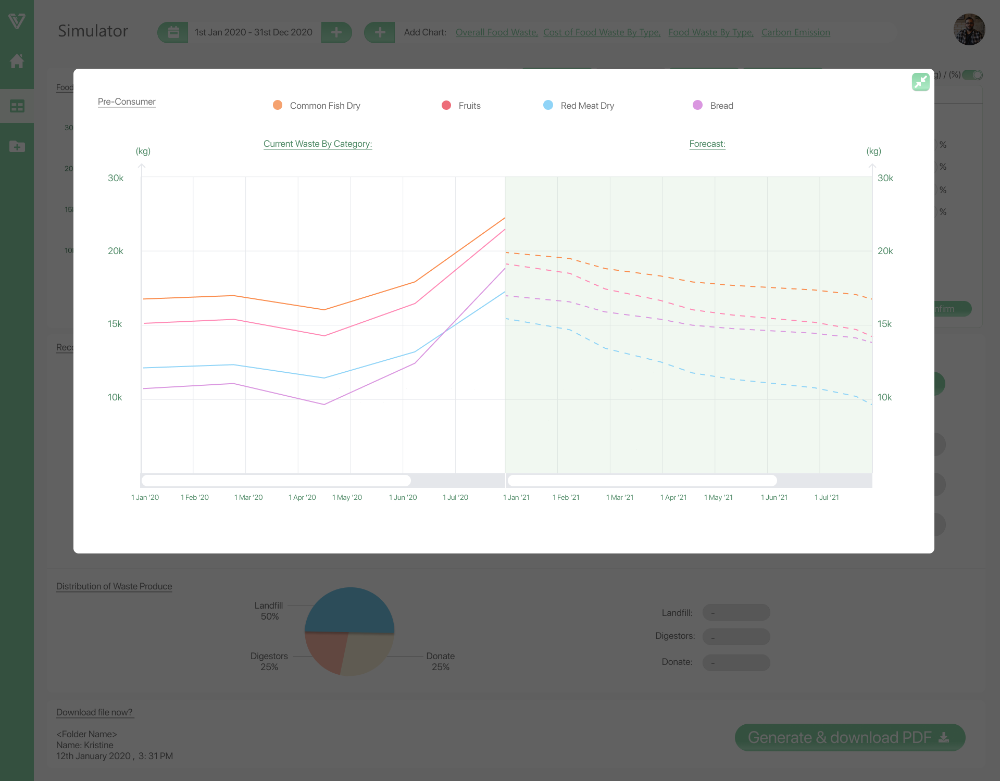 Simulator
1st Jan 2020 - 31st Dec 2020
Add Chart: Overall Food Waste, Cost of Food Waste By Type, Food Waste By Type, Carbon Emission
Food
g) / (%)
Pre-Consumer
Common Fish Dry
Fruits
Red Meat Dry
Bread
Current Waste By Category:
Forecast:
(kg)
(kg)
30k
20k
15k
10k
30k
20k
15k
10k
1 Jan '20
1 Feb '20
1 Mar '20
1 Apr '20
1 May '20
1 Jun '20
1 Jul '20
1 Jan '21
1 Feb '21
1 Mar '21
1 Apr '21
1 May '21
1 Jun '21
1 Jul '21
30
20
15k
10k
%
%
%
%
nfirm
Reco
Distribution of Waste Produce
Landfill
50%
Digestors
25%
Donate
25%
Landfill: -
Digestors: -
Donate: -
Download file now?
<Folder Name>
Name: Kristine
12th January 2020 , 3: 31 PM
Generate & download PDF